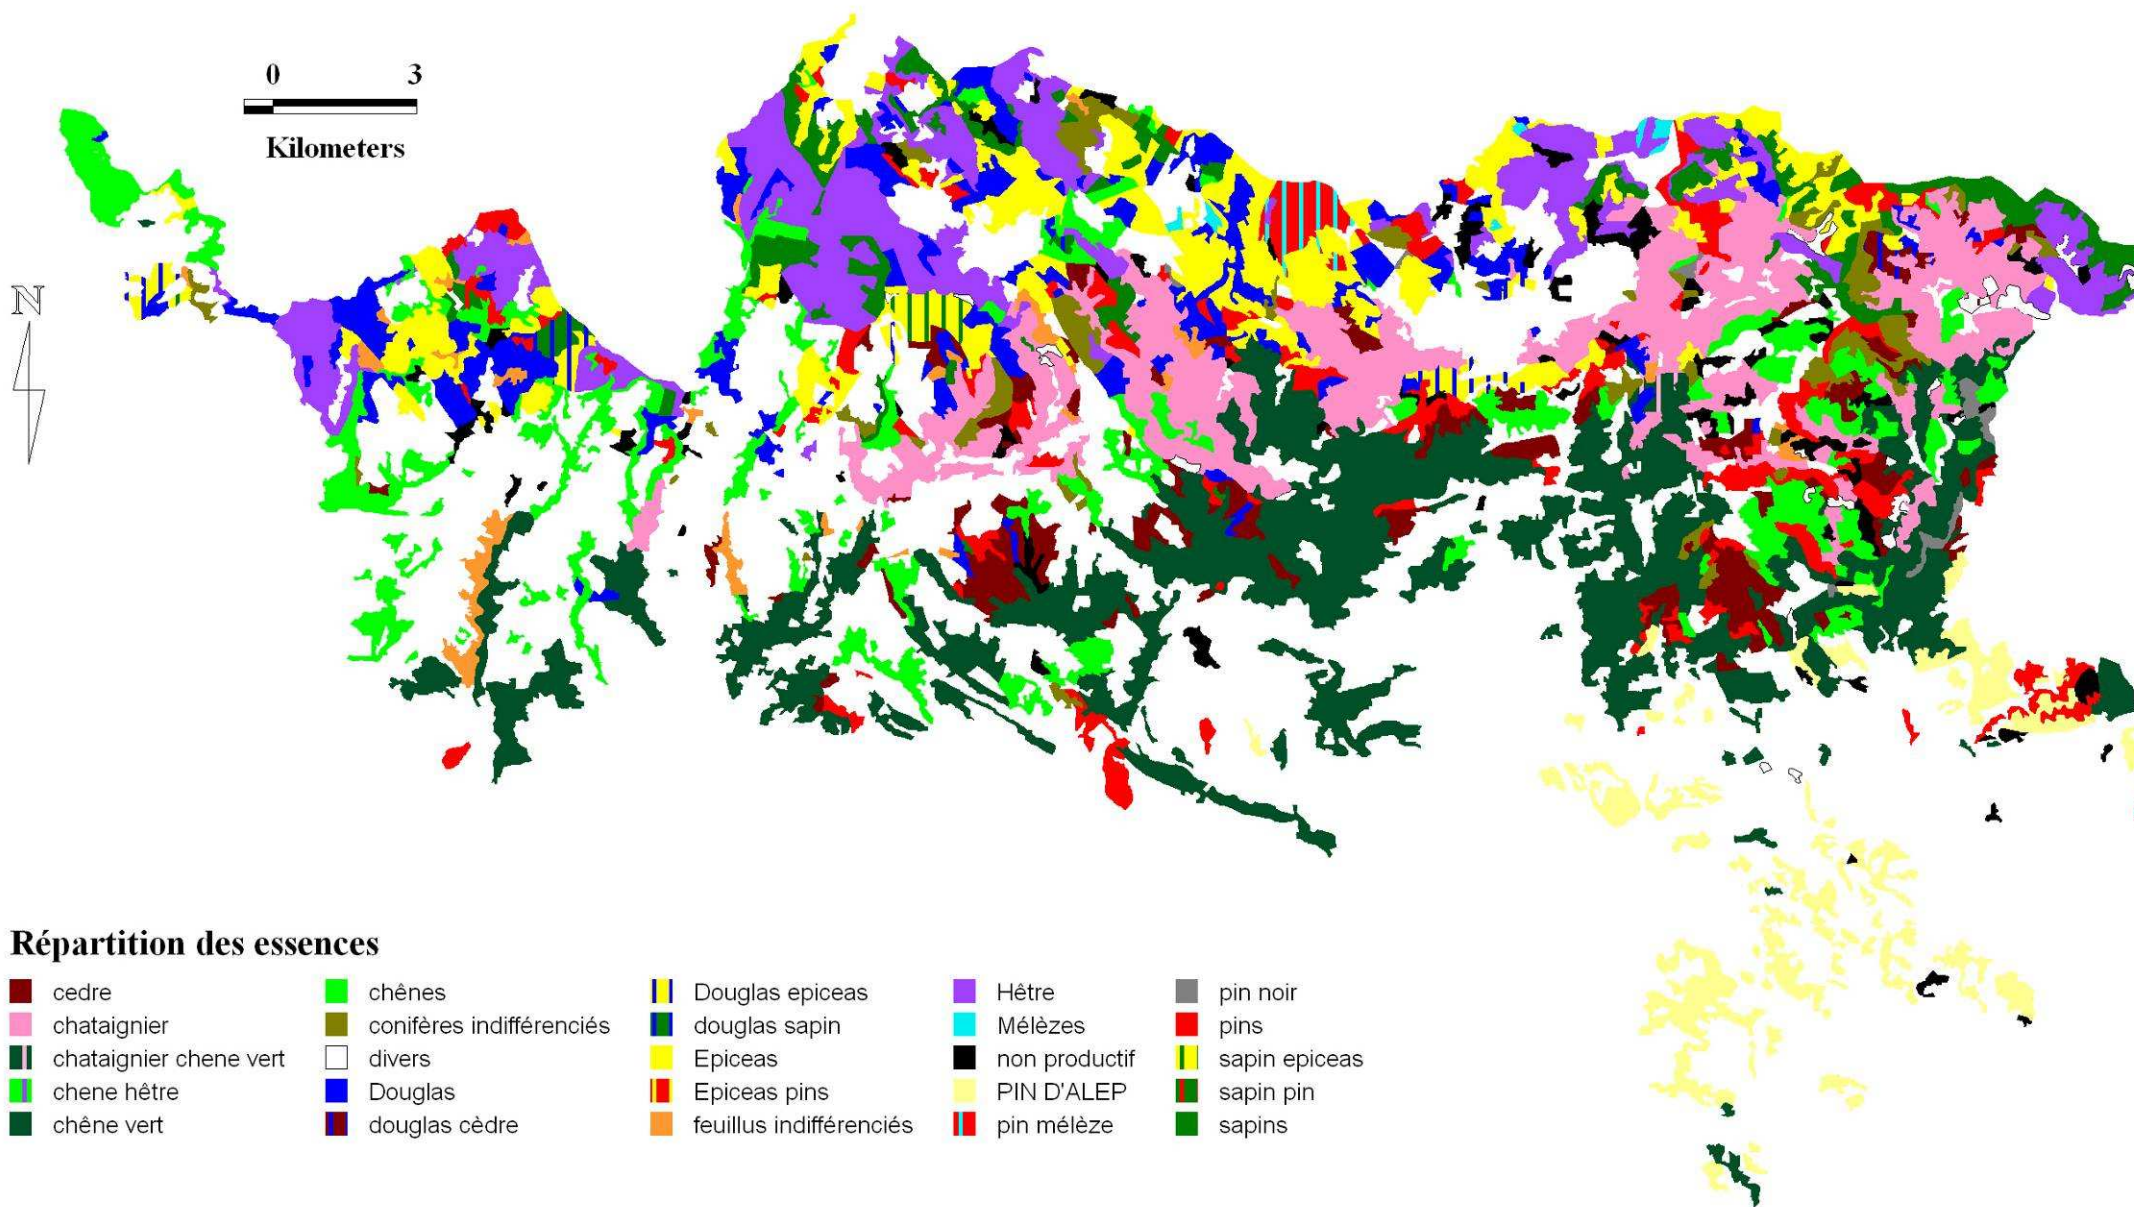 0 3
Kilometers
N
Répartition des essences
cedre
chataignier
chataignier chene vert
chene hêtre
chêne vert
chênes
conifères indifférenciés
divers
Douglas
douglas cèdre
Douglas epiceas
douglas sapin
Epiceas
Epiceas pins
feuillus indifférenciés
Hêtre
Mélèzes
non productif
PIN D'ALEP
pin mélèze
pin noir
pins
sapin epiceas
sapin pin
sapins